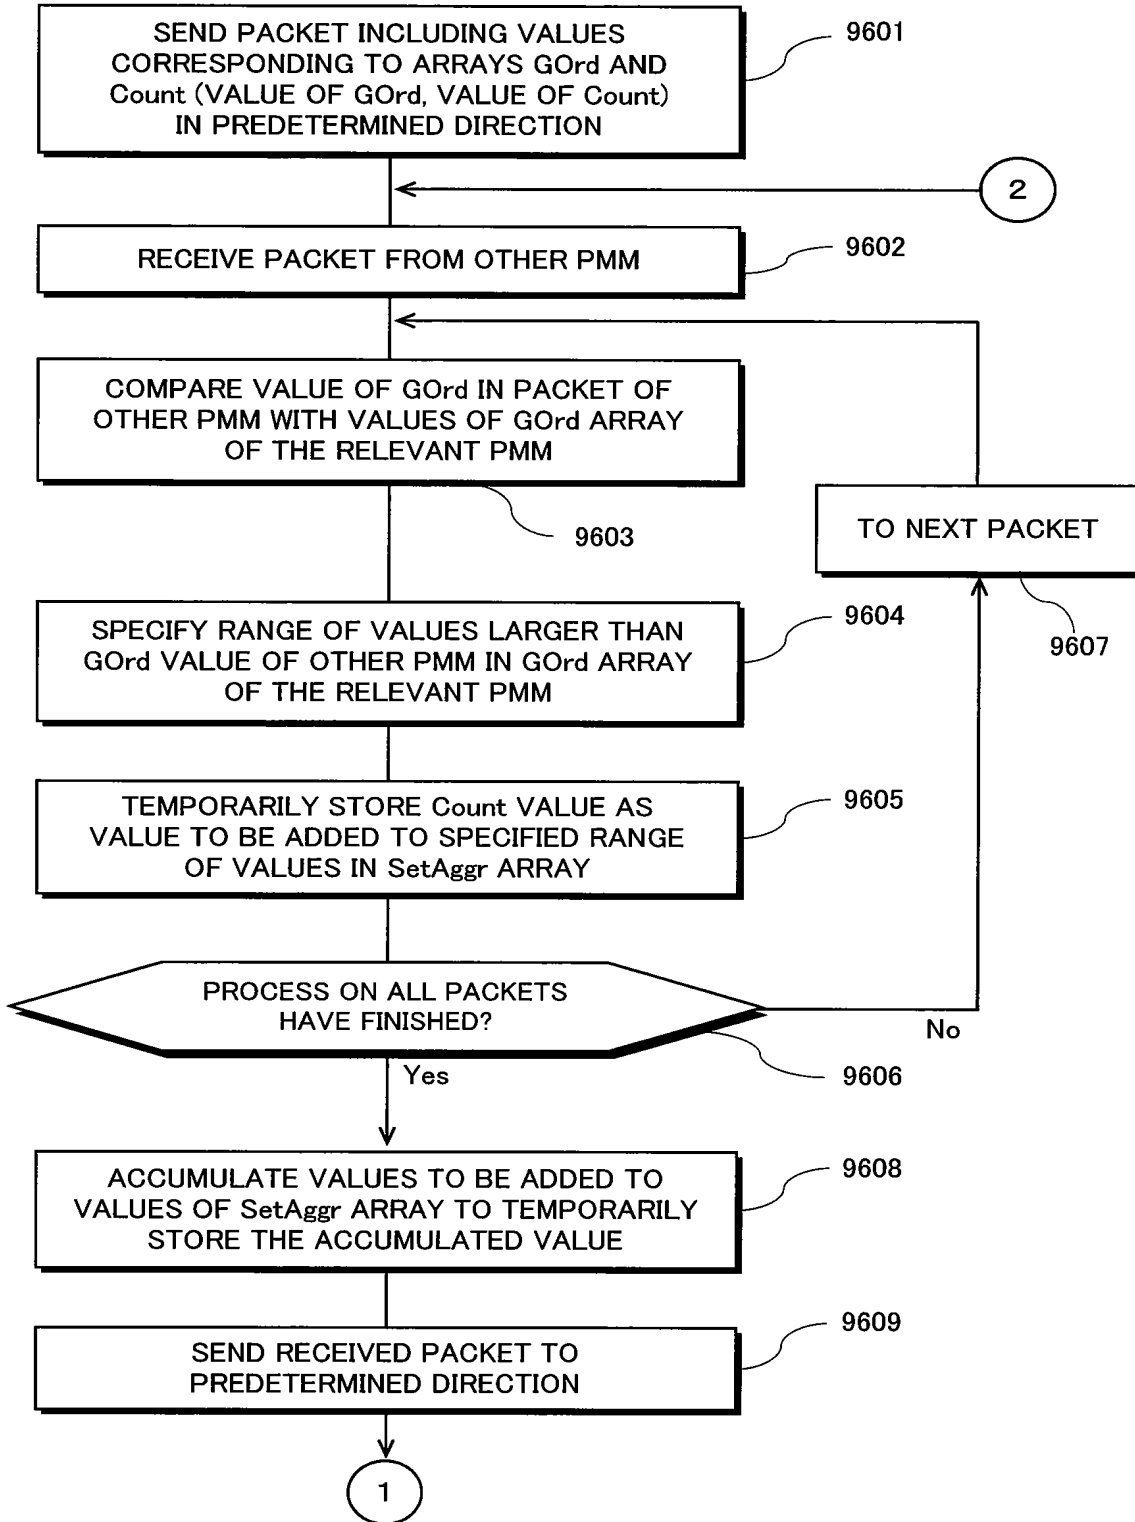 SEND PACKET INCLUDING VALUES
CORRESPONDING TO ARRAYS GOrd AND
Count (VALUE OF GOrd, VALUE OF Count)
IN PREDETERMINED DIRECTION
9601
2
RECEIVE PACKET FROM OTHER PMM
9602
COMPARE VALUE OF GOrd IN PACKET OF
OTHER PMM WITH VALUES OF GOrd ARRAY
OF THE RELEVANT PMM
9603
TO NEXT PACKET
9607
SPECIFY RANGE OF VALUES LARGER THAN
GOrd VALUE OF OTHER PMM IN GOrd ARRAY
OF THE RELEVANT PMM
9604
TEMPORARILY STORE Count VALUE AS
VALUE TO BE ADDED TO SPECIFIED RANGE
OF VALUES IN SetAggr ARRAY
9605
PROCESS ON ALL PACKETS
HAVE FINISHED?
No
Yes
9606
ACCUMULATE VALUES TO BE ADDED TO
VALUES OF SetAggr ARRAY TO TEMPORARILY
STORE THE ACCUMULATED VALUE
9608
SEND RECEIVED PACKET TO
PREDETERMINED DIRECTION
9609
1